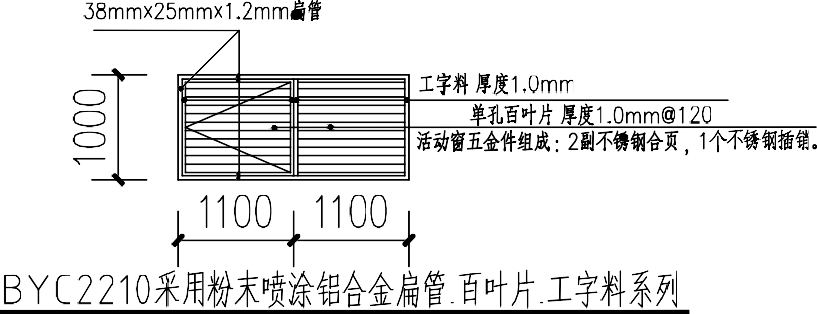 38mm×25mm×1.2mm扁管
工字料 厚度1.0mm
1000
单孔百叶片 厚度1.0mm@120
活动窗五金件组成：2副不锈钢合页，1个不锈钢插销。
1100 1100
BYC2210采用粉末喷涂铝合金扁管.百叶片.工字料系列